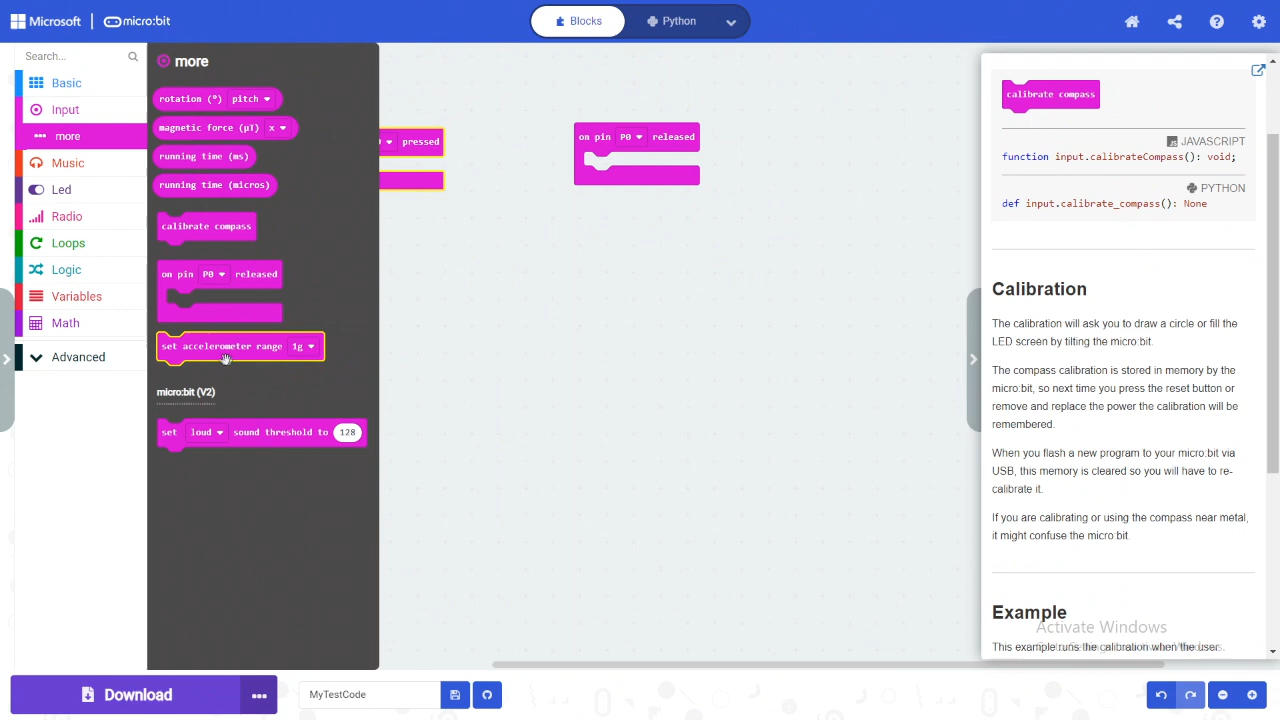 Microsoft
micro:bit
Blocks
Python
Search...
Basic
Input
more
Music
Led
Radio
Loops
Logic
Variables
Math
Advanced
more
rotation (°) pitch
magnetic force (µT) x
running time (ms)
running time (micros)
calibrate compass
on pin P0 released
set accelerometer range 1g
micro:bit (V2)
set loud sound threshold to 128
pressed
on pin P0 released
calibrate compass
JS JAVASCRIPT
function input.calibrateCompass(): void;
PYTHON
def input.calibrate_compass(): None
Calibration
The calibration will ask you to draw a circle or fill the
LED screen by tilting the micro:bit.
The compass calibration is stored in memory by the
micro:bit, so next time you press the reset button or
remove and replace the power the calibration will be
remembered.
When you flash a new program to your micro:bit via
USB, this memory is cleared so you will have to re-
calibrate it.
If you are calibrating or using the compass near metal,
it might confuse the micro:bit.
Example
Activate Windows
This example runs the calibration when the user
Download
MyTestCode